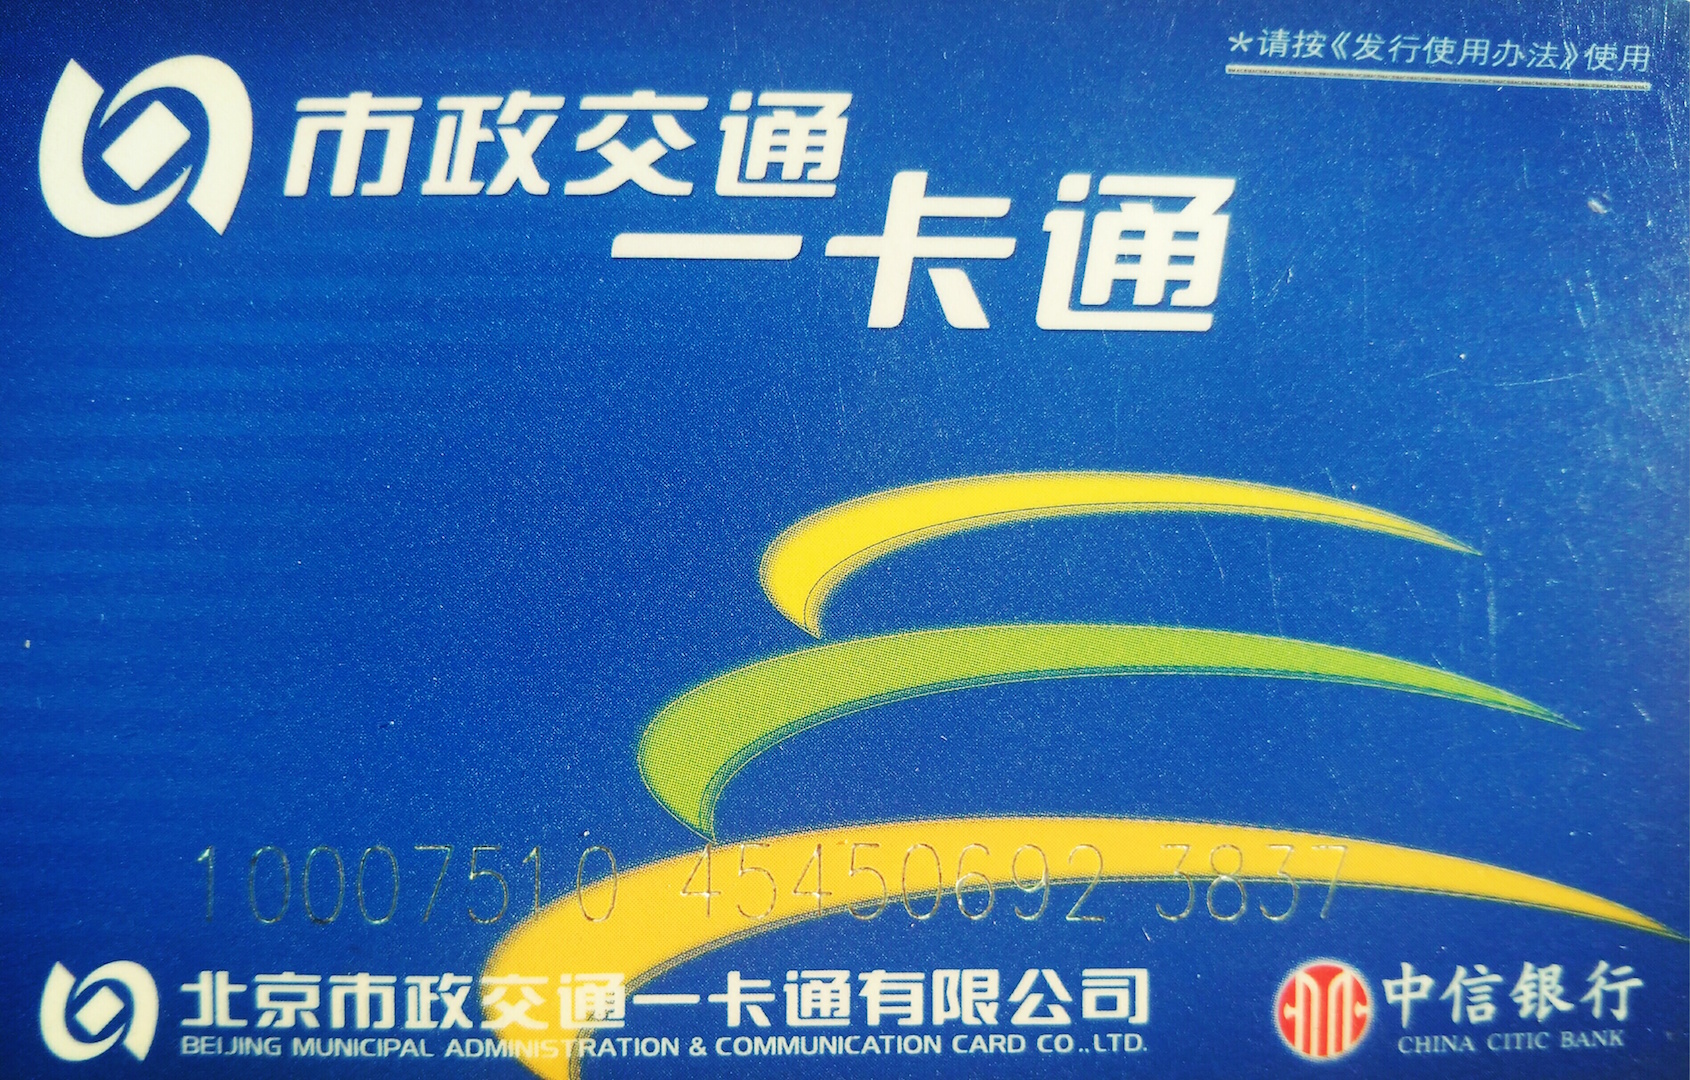 *请按《发行使用办法》使用
市政交通
一卡通
10007510 45450692 3837
北京市政交通一卡通有限公司
BEIJING MUNICIPAL ADMINISTRATION & COMMUNICATION CARD CO.,LTD.
中信银行
CHINA CITIC BANK